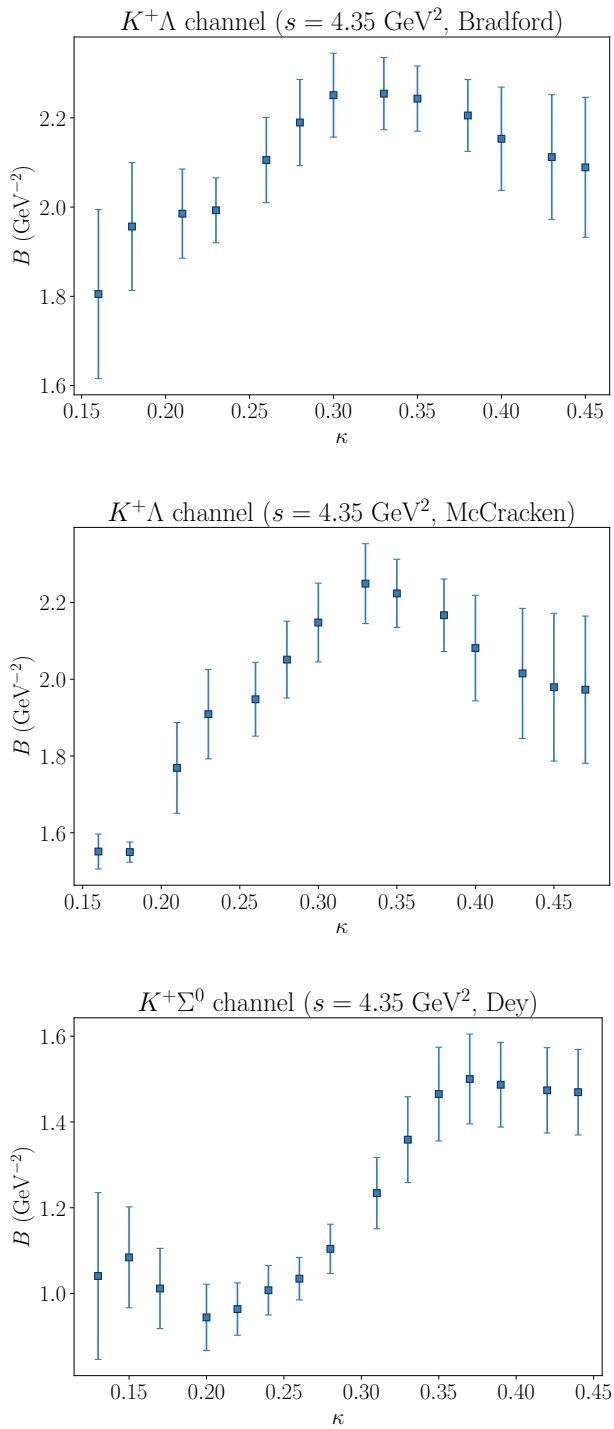 K⁺Λ channel (s = 4.35 GeV², Bradford)
2.2
2.0
1.8
1.6
B (GeV⁻²)
0.15 0.20 0.25 0.30 0.35 0.40 0.45
κ
K⁺Λ channel (s = 4.35 GeV², McCracken)
2.2
2.0
1.8
1.6
B (GeV⁻²)
0.15 0.20 0.25 0.30 0.35 0.40 0.45
κ
K⁺Σ⁰ channel (s = 4.35 GeV², Dey)
1.6
1.4
1.2
1.0
B (GeV⁻²)
0.15 0.20 0.25 0.30 0.35 0.40 0.45
κ